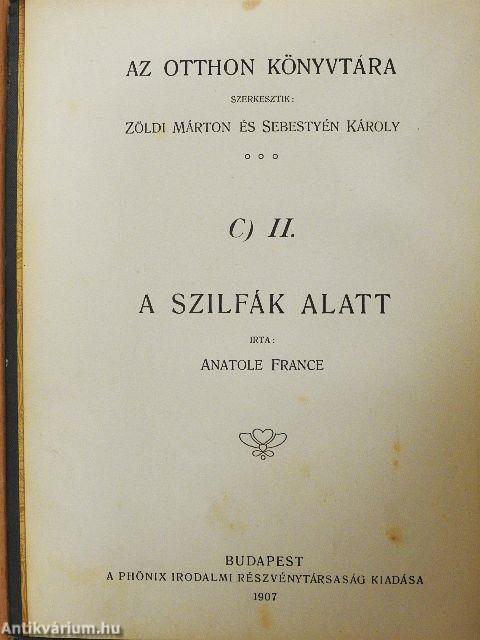 AZ OTTHON KÖNYVTÁRA
SZERKESZTIK:
ZÖLDI MÁRTON ÉS SEBESTYÉN KÁROLY
C) II.
A SZILFÁK ALATT
IRTA:
ANATOLE FRANCE
BUDAPEST
A PHÖNIX IRODALMI RÉSZVÉNYTÁRSASÁG KIADÁSA
1907
Antikvárium.hu